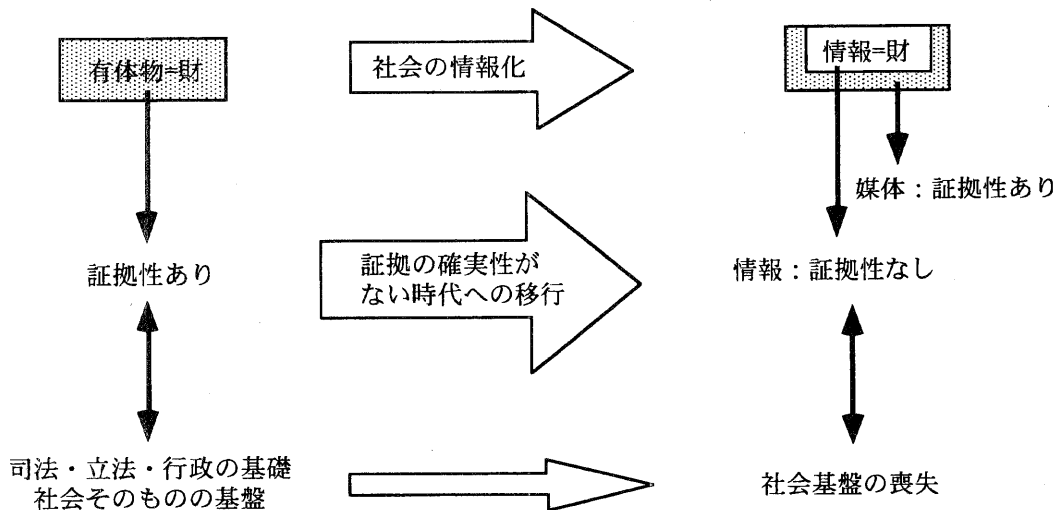 有体物=財
社会の情報化
情報=財
媒体：証拠性あり
証拠性あり
証拠の確実性が
ない時代への移行
情報：証拠性なし
司法・立法・行政の基礎
社会そのものの基盤
社会基盤の喪失